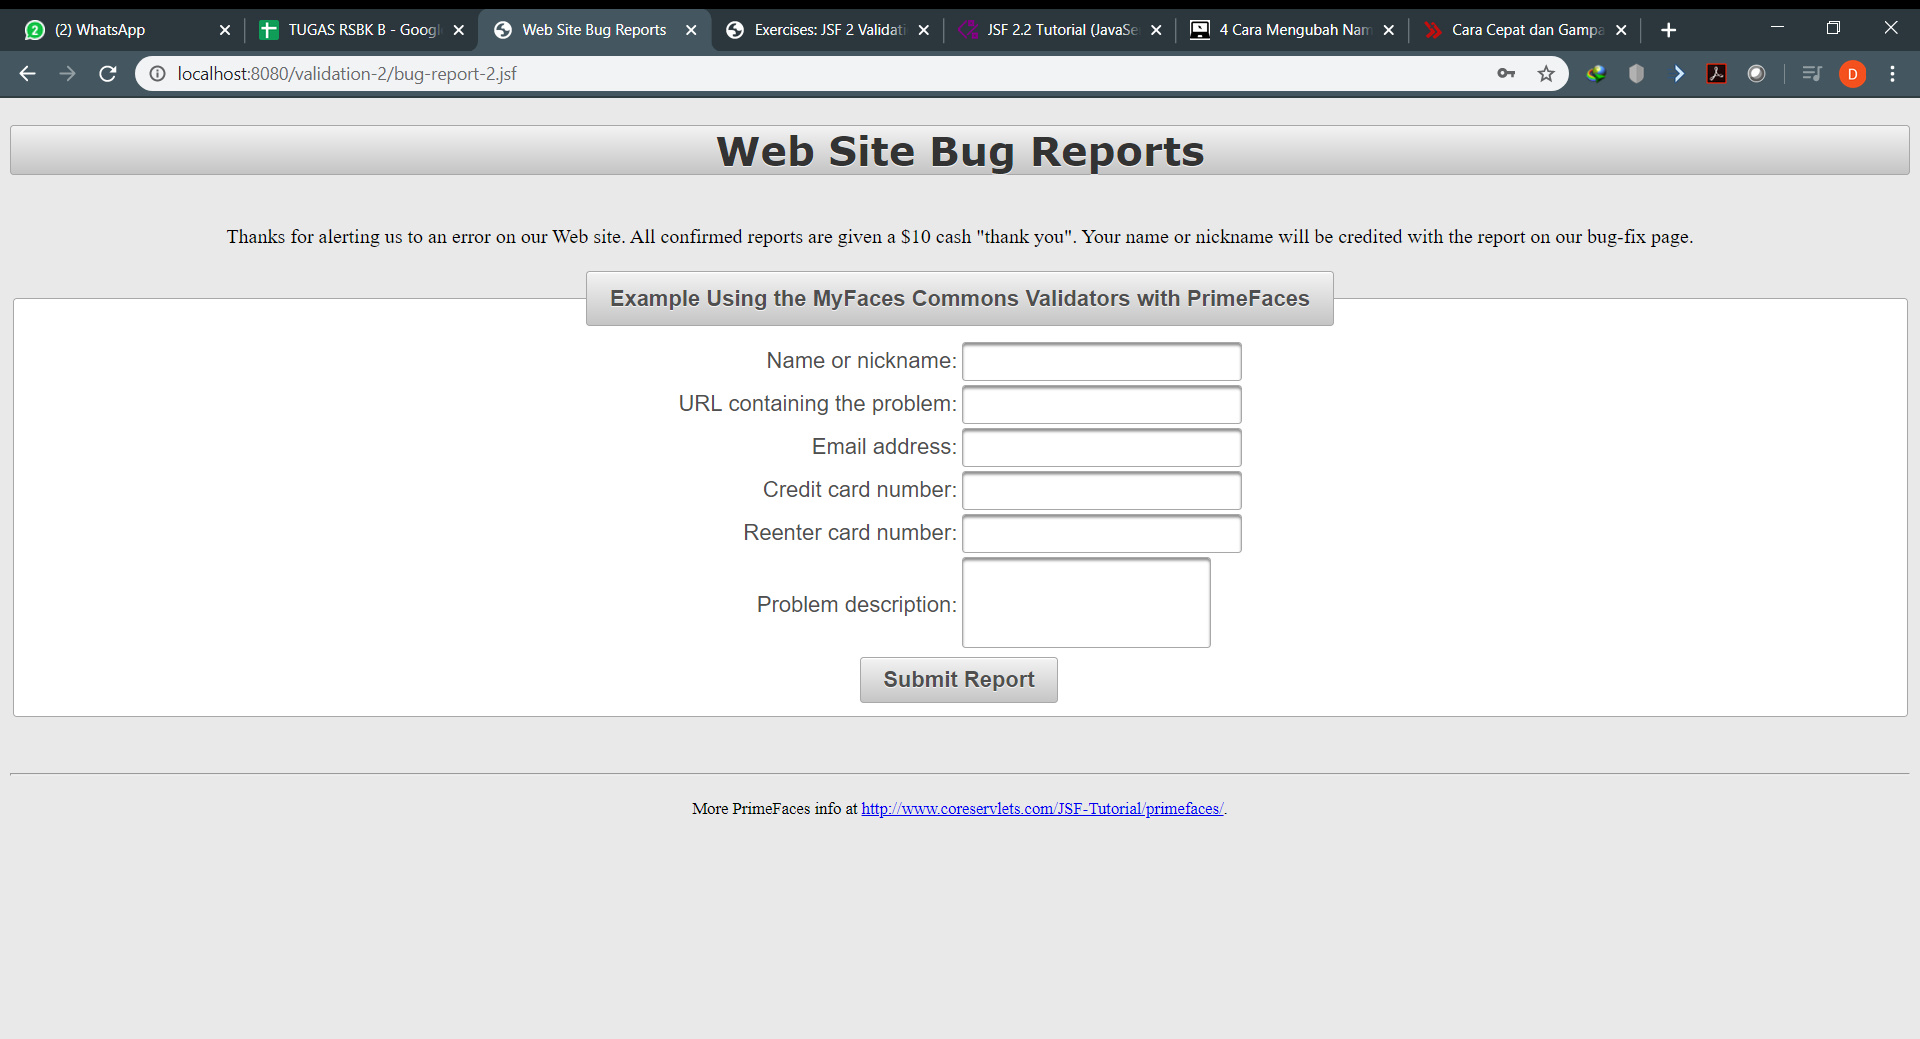 (2) WhatsApp
TUGAS RSBK B - Googl
Web Site Bug Reports
Exercises: JSF 2 Validati
JSF 2.2 Tutorial (JavaSe
4 Cara Mengubah Nam
Cara Cepat dan Gampa
localhost:8080/validation-2/bug-report-2.jsf
D
Web Site Bug Reports
Thanks for alerting us to an error on our Web site. All confirmed reports are given a $10 cash "thank you". Your name or nickname will be credited with the report on our bug-fix page.
Example Using the MyFaces Commons Validators with PrimeFaces
Name or nickname:
URL containing the problem:
Email address:
Credit card number:
Reenter card number:
Problem description:
Submit Report
More PrimeFaces info at http://www.coreservlets.com/JSF-Tutorial/primefaces/.